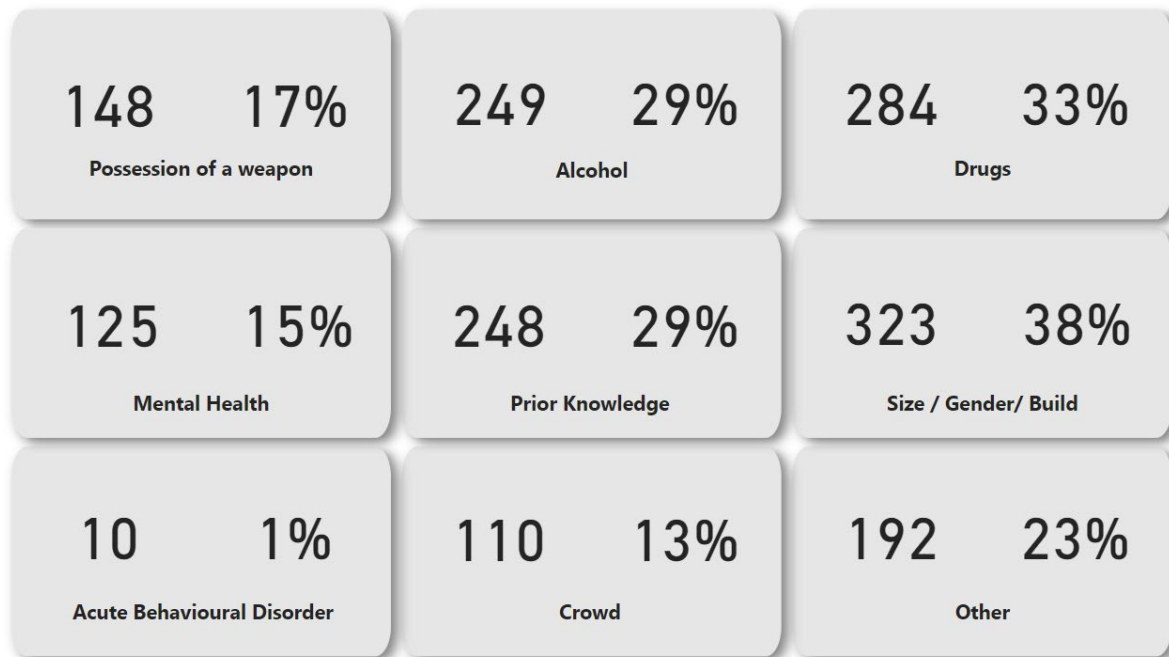 148 17%
Possession of a weapon
249 29%
Alcohol
284 33%
Drugs
125 15%
Mental Health
248 29%
Prior Knowledge
323 38%
Size / Gender/ Build
10 1%
Acute Behavioural Disorder
110 13%
Crowd
192 23%
Other